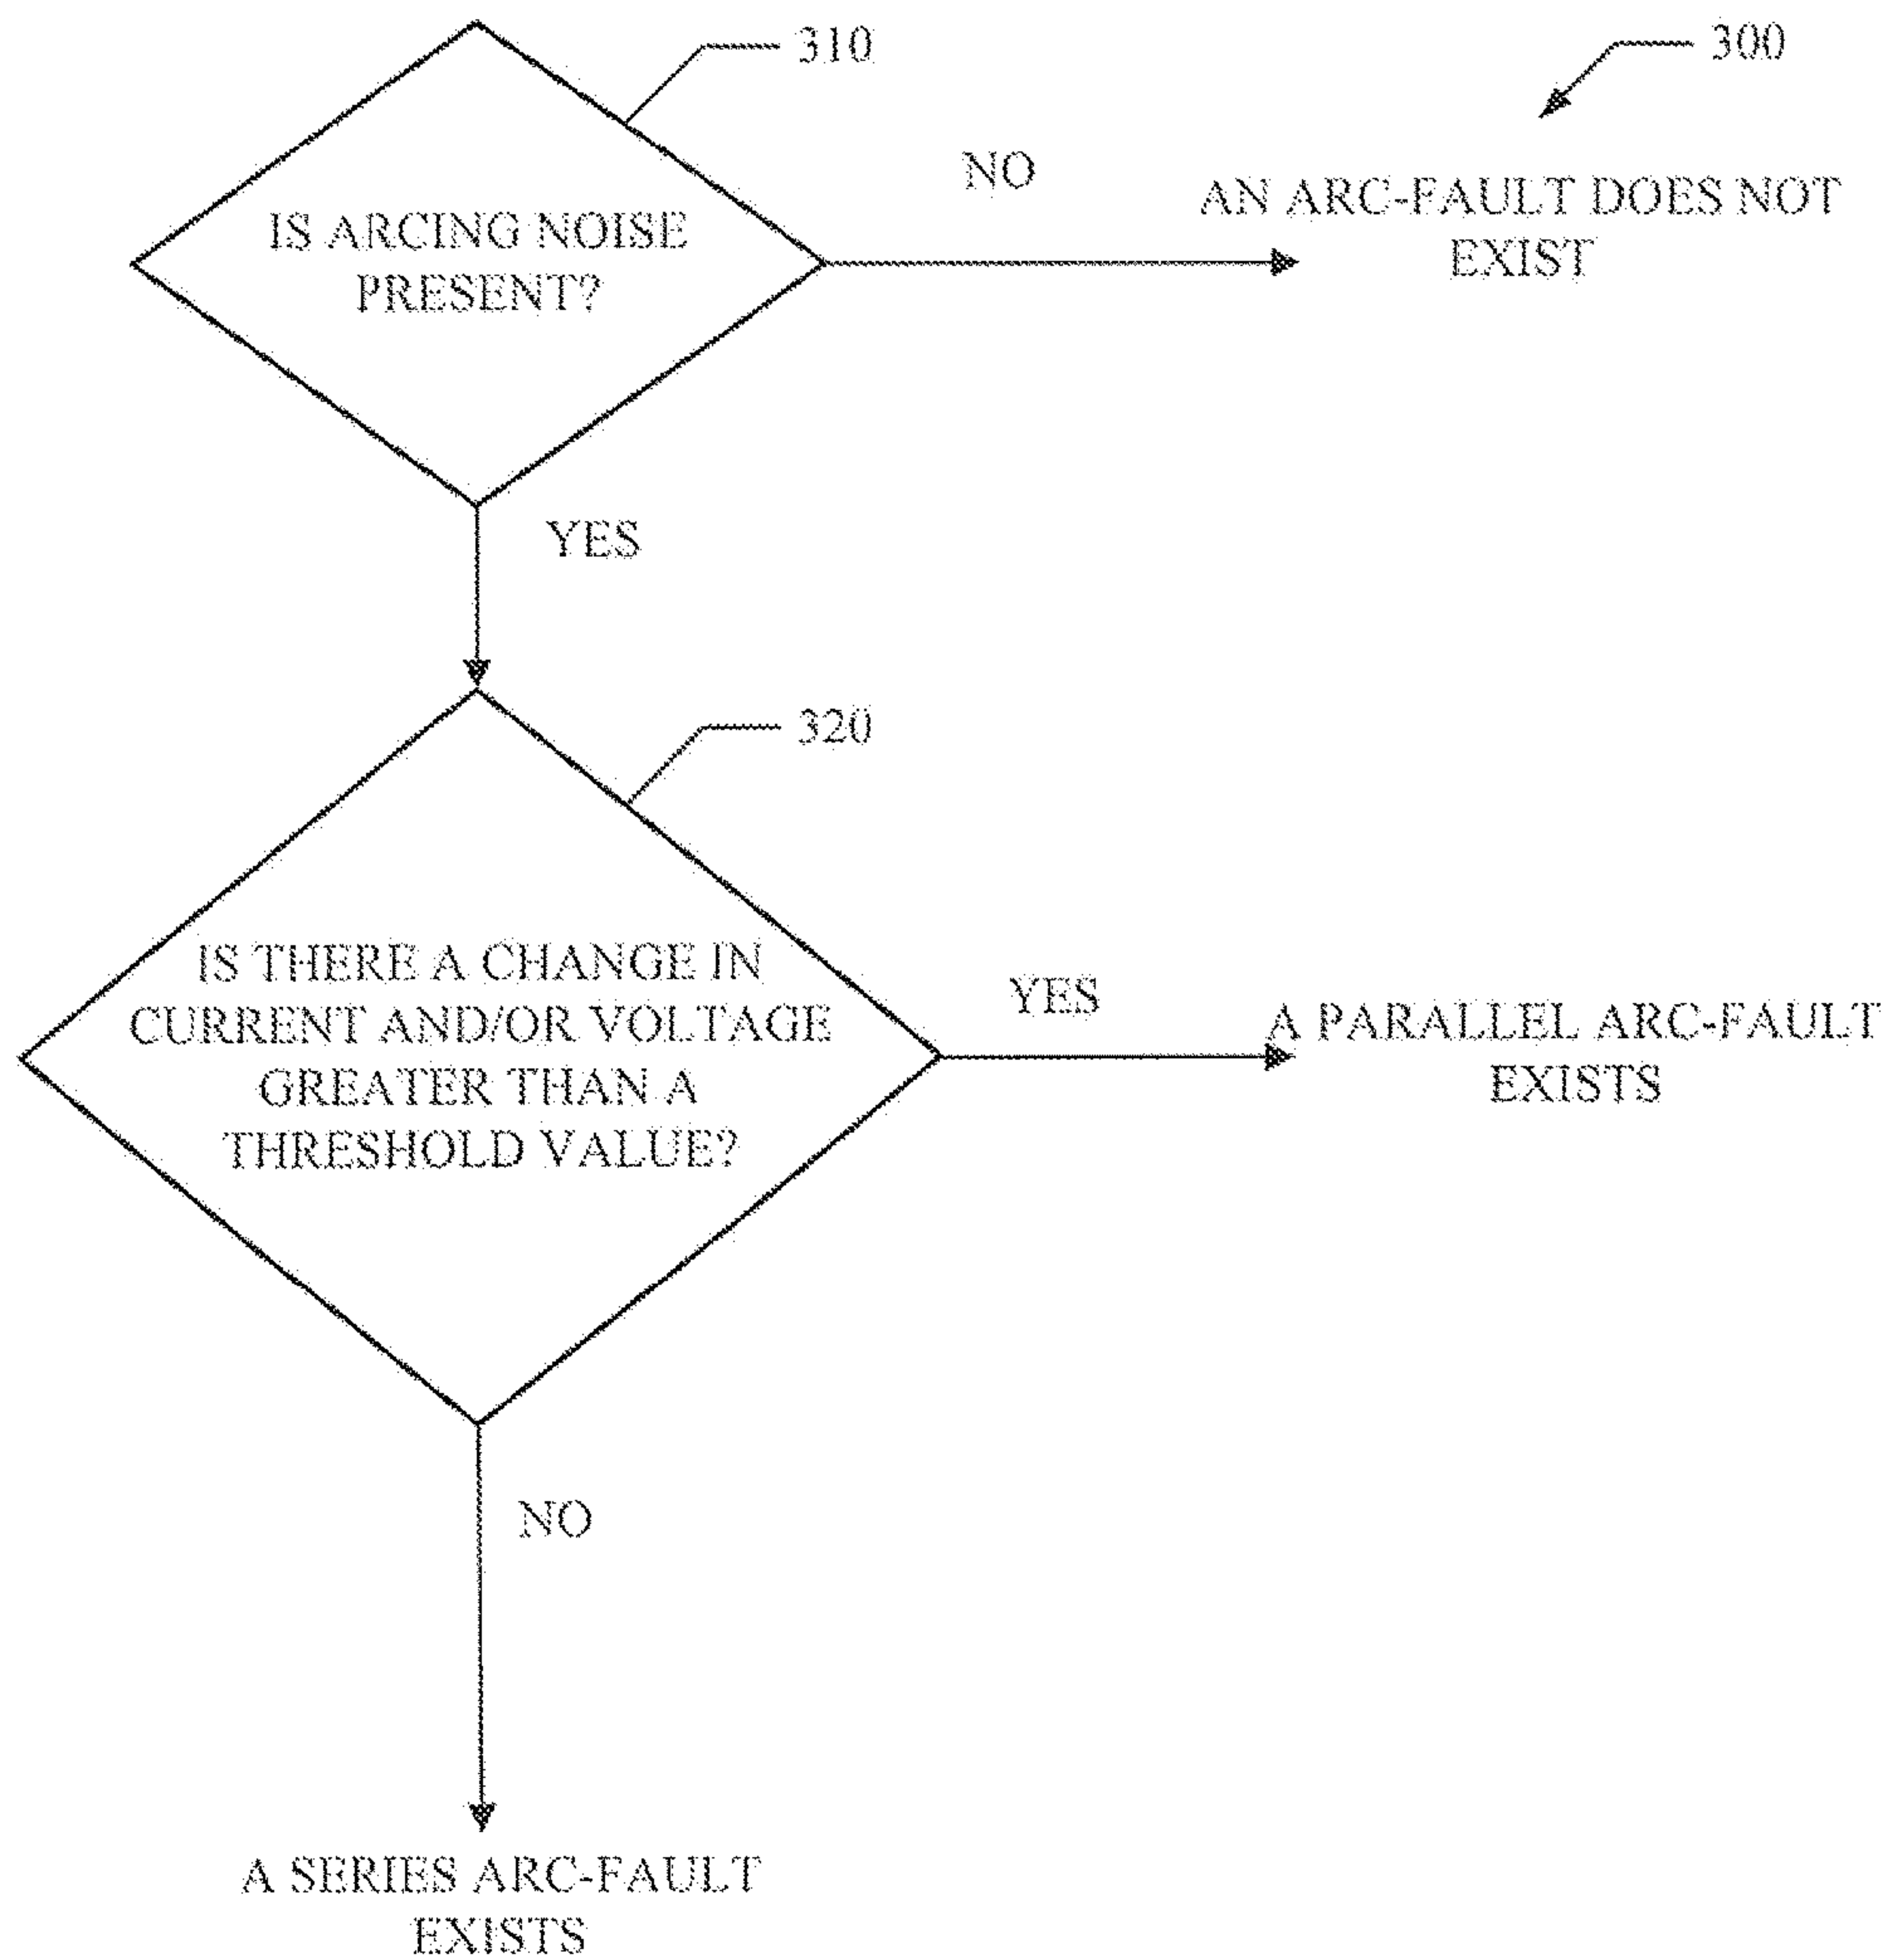 310
300
NO
IS ARCING NOISE
PRESENT?
AN ARC-FAULT DOES NOT
EXIST
YES
320
IS THERE A CHANGE IN
CURRENT AND/OR VOLTAGE
GREATER THAN A
THRESHOLD VALUE?
YES
A PARALLEL ARC-FAULT
EXISTS
NO
A SERIES ARC-FAULT
EXISTS